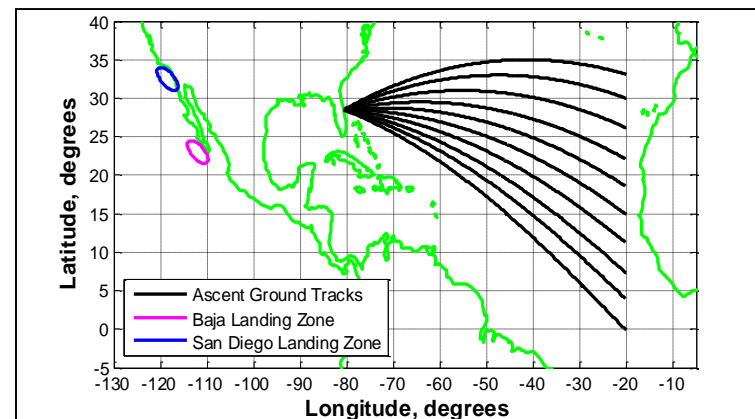 40
35
30
25
20
15
10
5
0
-5
Latitude, degrees
Ascent Ground Tracks
Baja Landing Zone
San Diego Landing Zone
-130 -120 -110 -100 -90 -80 -70 -60 -50 -40 -30 -20 -10
Longitude, degrees